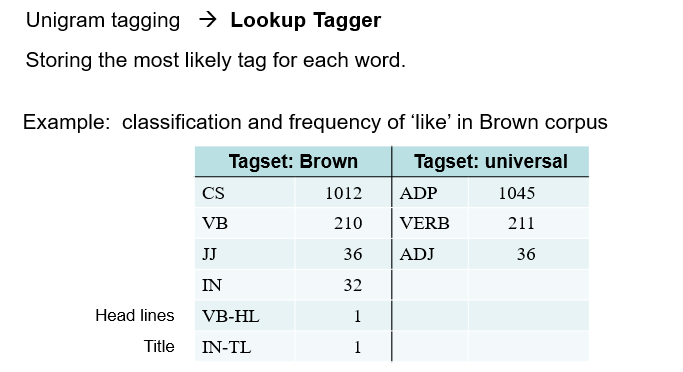 Unigram tagging → Lookup Tagger
Storing the most likely tag for each word.
Example: classification and frequency of ‘like’ in Brown corpus
Tagset: Brown Tagset: universal
CS 1012 ADP 1045
VB 210 VERB 211
JJ 36 ADJ 36
IN 32
Head lines VB-HL 1
Title IN-TL 1